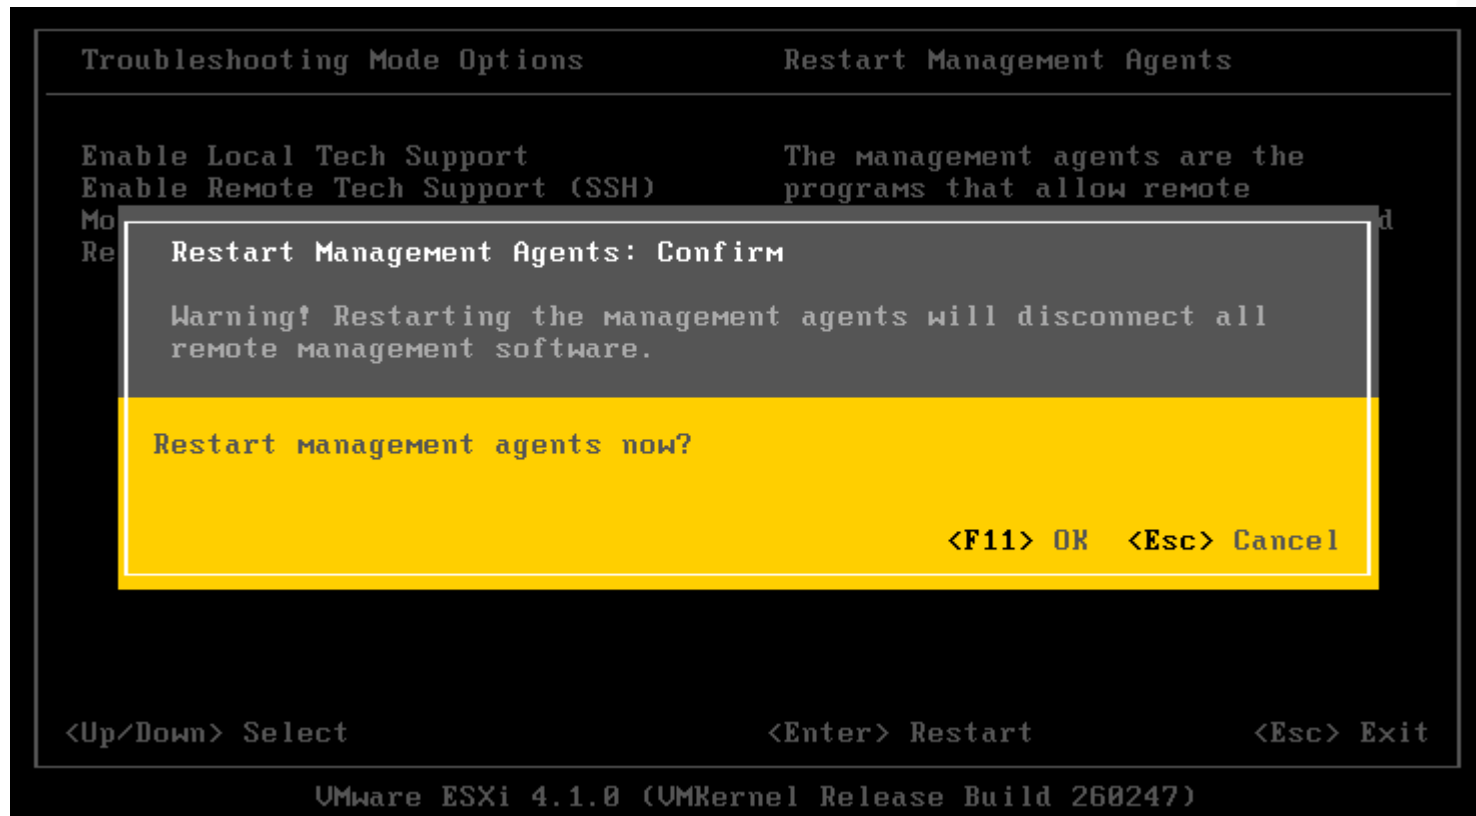 Troubleshooting Mode Options
Restart Management Agents
Enable Local Tech Support
Enable Remote Tech Support (SSH)
The management agents are the
programs that allow remote
Restart Management Agents: Confirm
Warning! Restarting the management agents will disconnect all
remote management software.
Restart management agents now?
<F11> OK <Esc> Cancel
<Up/Down> Select <Enter> Restart <Esc> Exit
VMware ESXi 4.1.0 (VMKernel Release Build 260247)